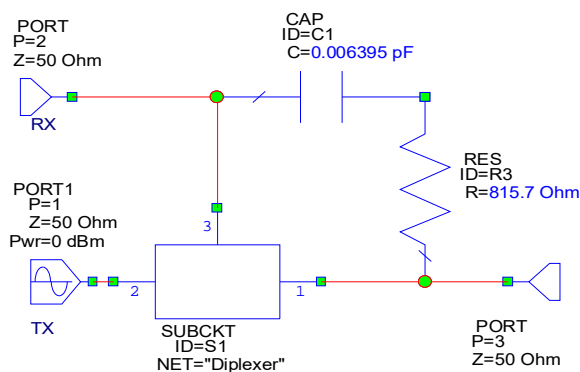 PORT
P=2
Z=50 Ohm
RX
CAP
ID=C1
C=0.006395 pF
RES
ID=R3
R=815.7 Ohm
PORT1
P=1
Z=50 Ohm
Pwr=0 dBm
TX
3
2
1
SUBCKT
ID=S1
NET="Diplexer"
PORT
P=3
Z=50 Ohm